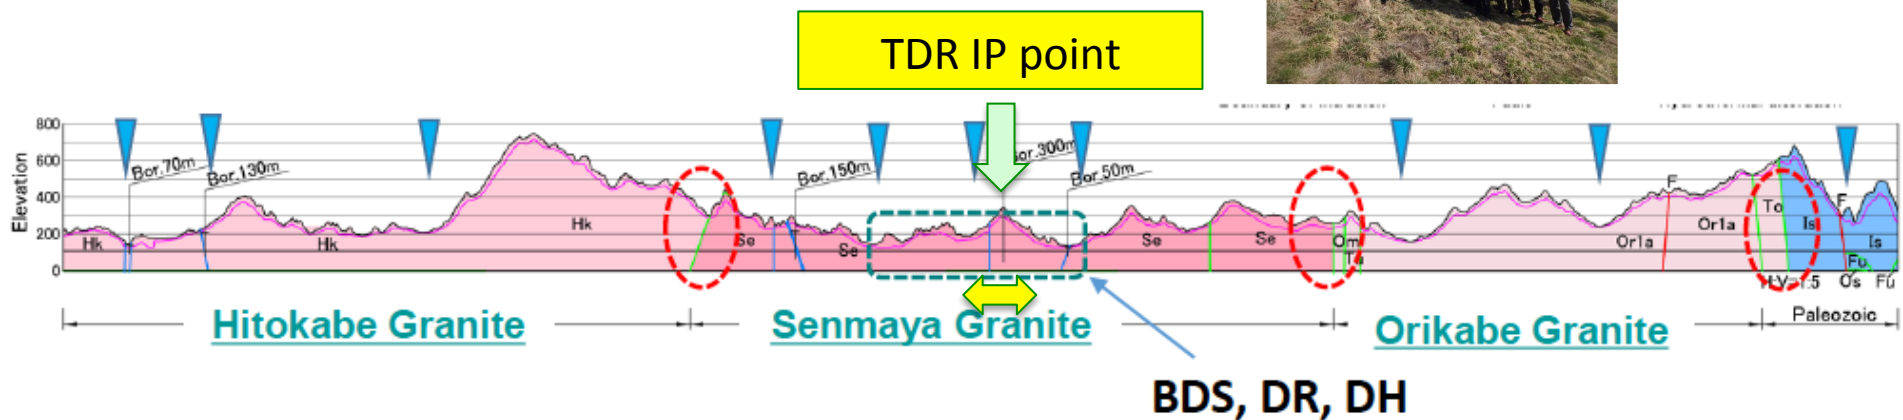 TDR IP point
Elevation
800
600
400
200
0
Bor.70m
Bor.130m
Bor.150m
Bor.300m
Bor.50m
Hk
Hk
Hk
Se
Se
Se
Se
Om
Or1a
F
Or1a
To
Is
F
Is
Fu
Os
Fu
Hitokabe Granite
Senmaya Granite
Orikabe Granite
Paleozoic
BDS, DR, DH